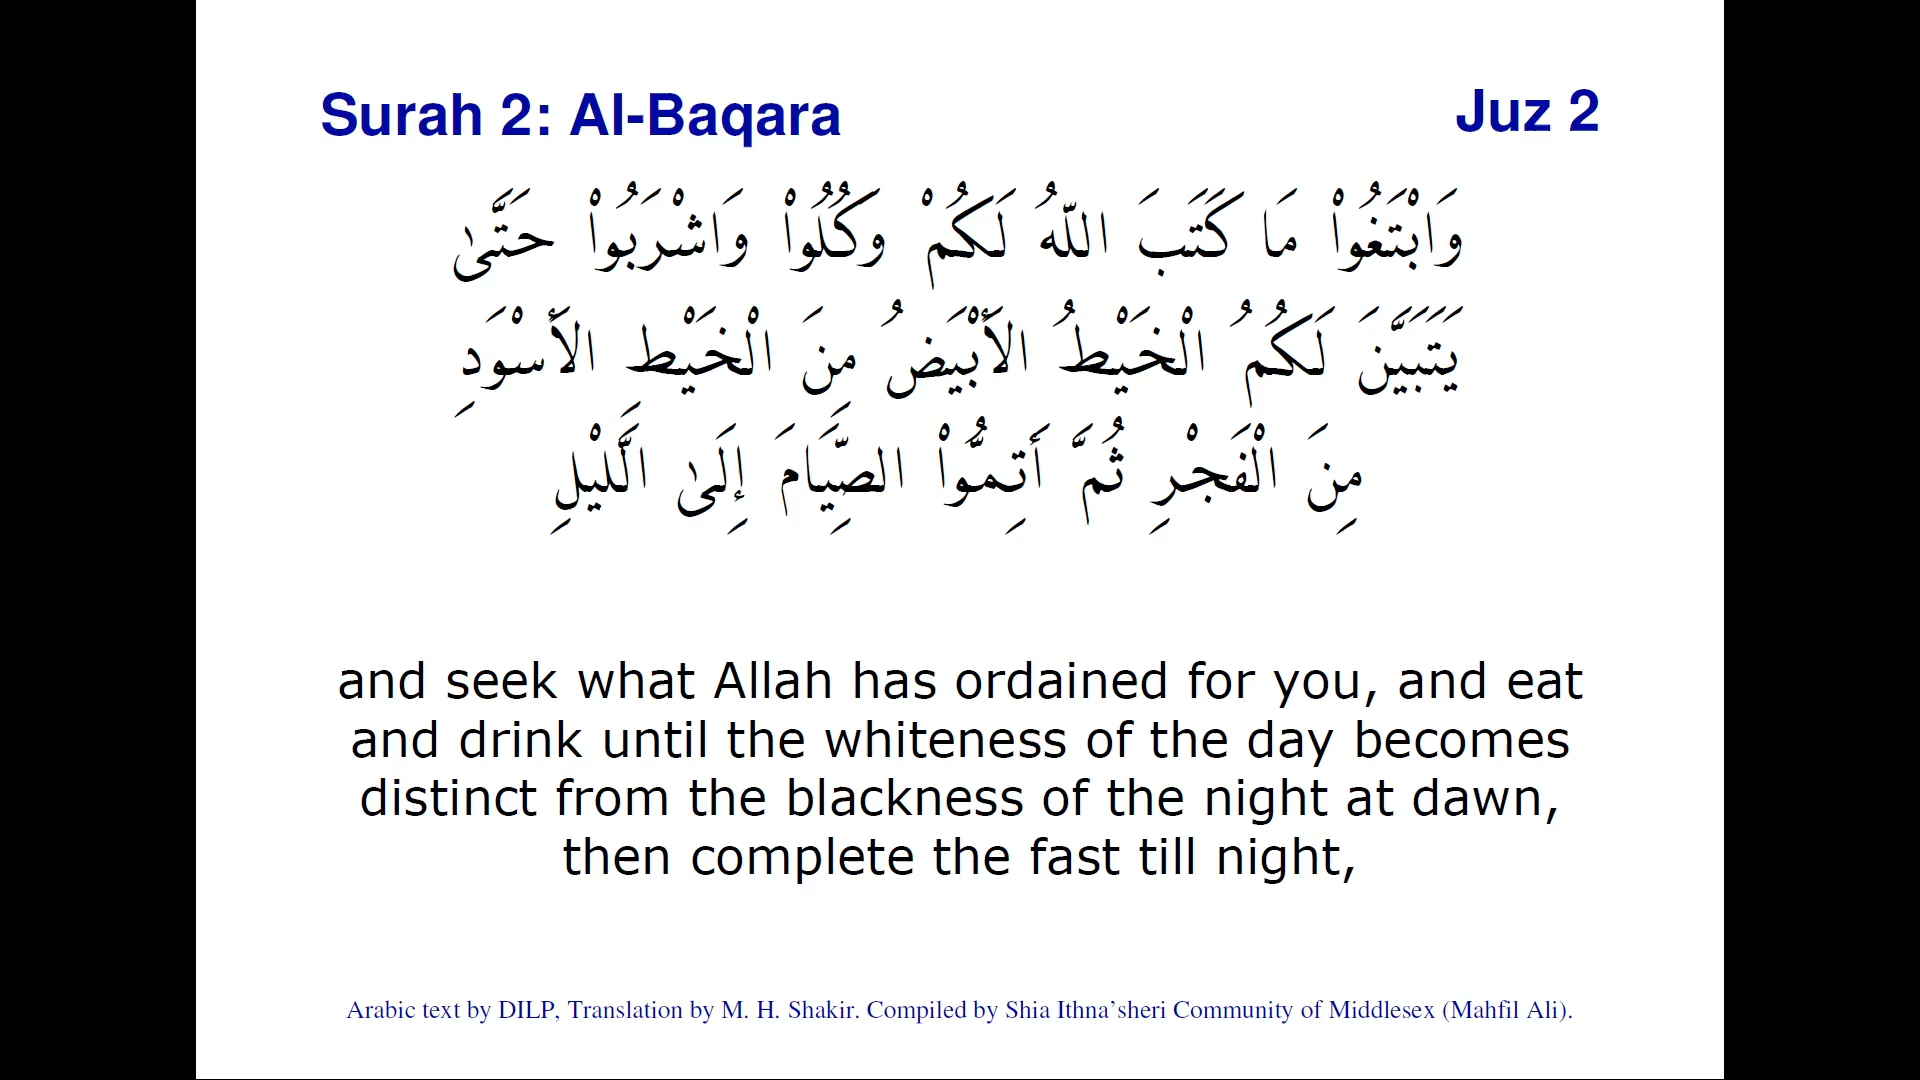 Surah 2: Al-Baqara
Juz 2
وَابْتَغُواْ مَا كَتَبَ اللّهُ لَكُمْ وَكُلُواْ وَاشْرَبُواْ حَتَّىٰ
يَتَبَيَّنَ لَكُمُ الْخَيْطُ الأَبْيَضُ مِنَ الْخَيْطِ الأَسْوَدِ
مِنَ الْفَجْرِ ثُمَّ أَتِمُّواْ الصِّيَامَ إِلَىٰ الَّليْلِ
and seek what Allah has ordained for you, and eat
and drink until the whiteness of the day becomes
distinct from the blackness of the night at dawn,
then complete the fast till night,
Arabic text by DILP, Translation by M. H. Shakir. Compiled by Shia Ithna’sheri Community of Middlesex (Mahfil Ali).